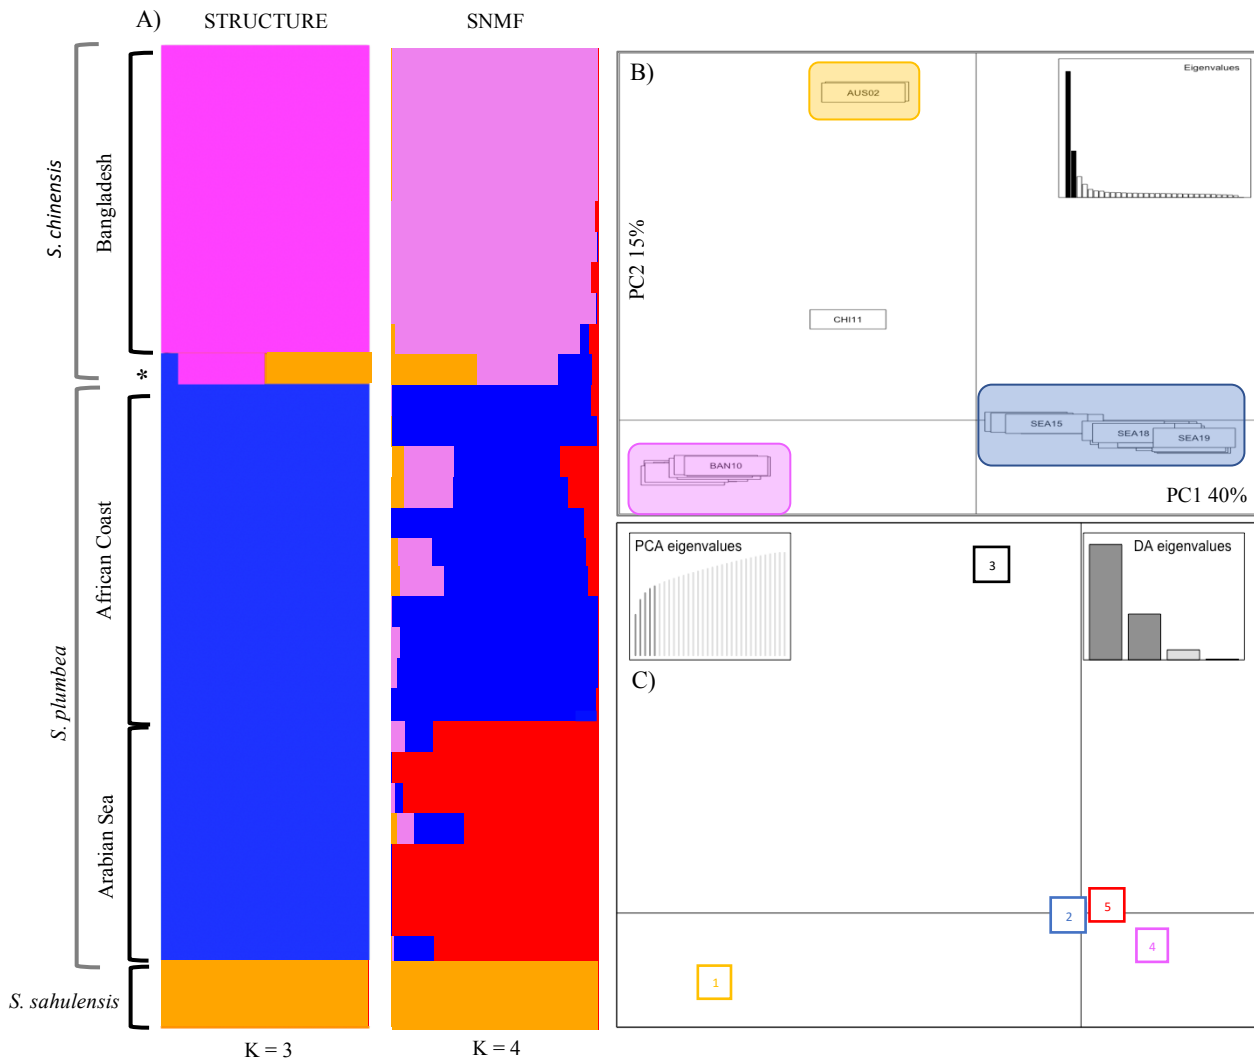 A)
STRUCTURE
SNMF
S. chinensis
Bangladesh
*
S. plumbea
African Coast
Arabian Sea
S. sahulensis
K = 3
K = 4
B)
AUS02
Eigenvalues
PC2 15%
CHI11
SEA15
SEA18
SEA19
BAN10
PC1 40%
PCA eigenvalues
3
DA eigenvalues
C)
5
2
4
1